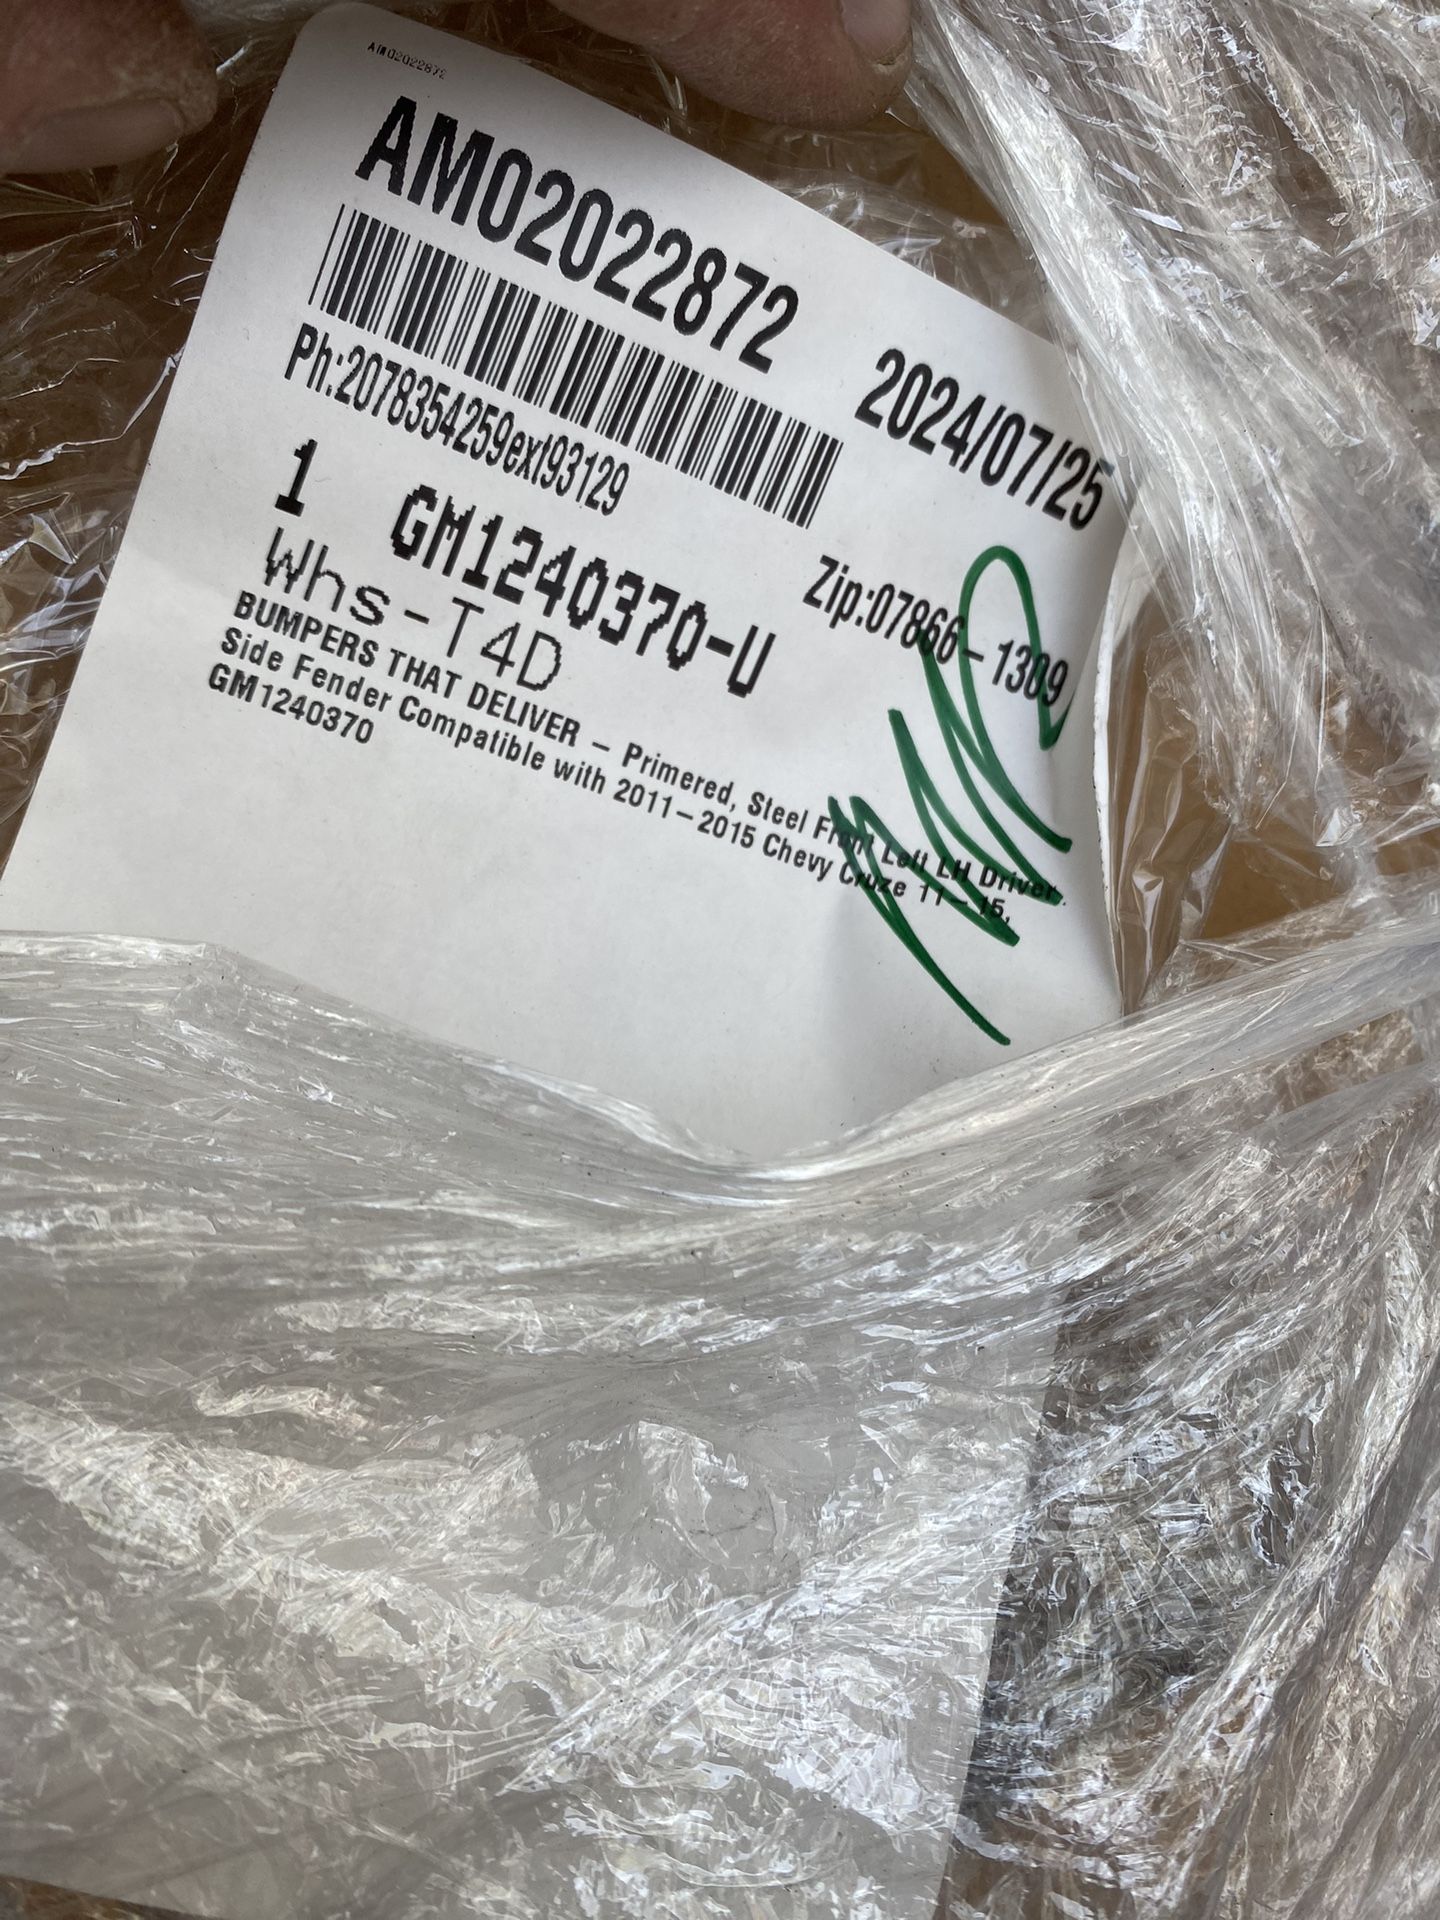 AM02022872
AM02022872
2024/07/25
Ph:2078354259ext93129
Zip:07866-1309
1 GM1240370-U
Whs-T4D
BUMPERS THAT DELIVER - Primered, Steel Front Left LH Driver
Side Fender Compatible with 2011-2015 Chevy Cruze 11-15,
GM1240370